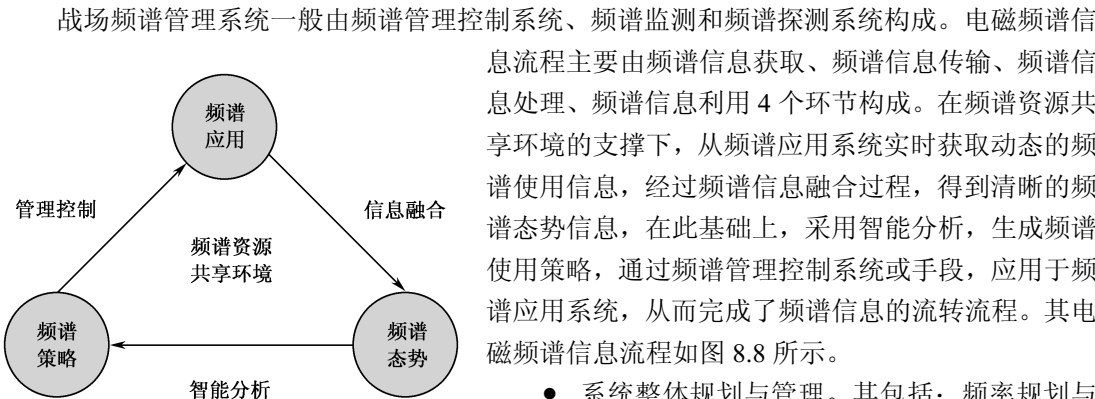 战场频谱管理系统一般由频谱管理控制系统、频谱监测和频谱探测系统构成。电磁频谱信
息流程主要由频谱信息获取、频谱信息传输、频谱信
息处理、频谱信息利用 4 个环节构成。在频谱资源共
享环境的支撑下，从频谱应用系统实时获取动态的频
谱使用信息，经过频谱信息融合过程，得到清晰的频
谱态势信息，在此基础上，采用智能分析，生成频谱
使用策略，通过频谱管理控制系统或手段，应用于频
谱应用系统，从而完成了频谱信息的流转流程。其电
磁频谱信息流程如图 8.8 所示。
● 系统整体规划与管理。其包括：频率规划与
频谱
应用
管理控制
信息融合
频谱资源
共享环境
频谱
策略
频谱
态势
智能分析